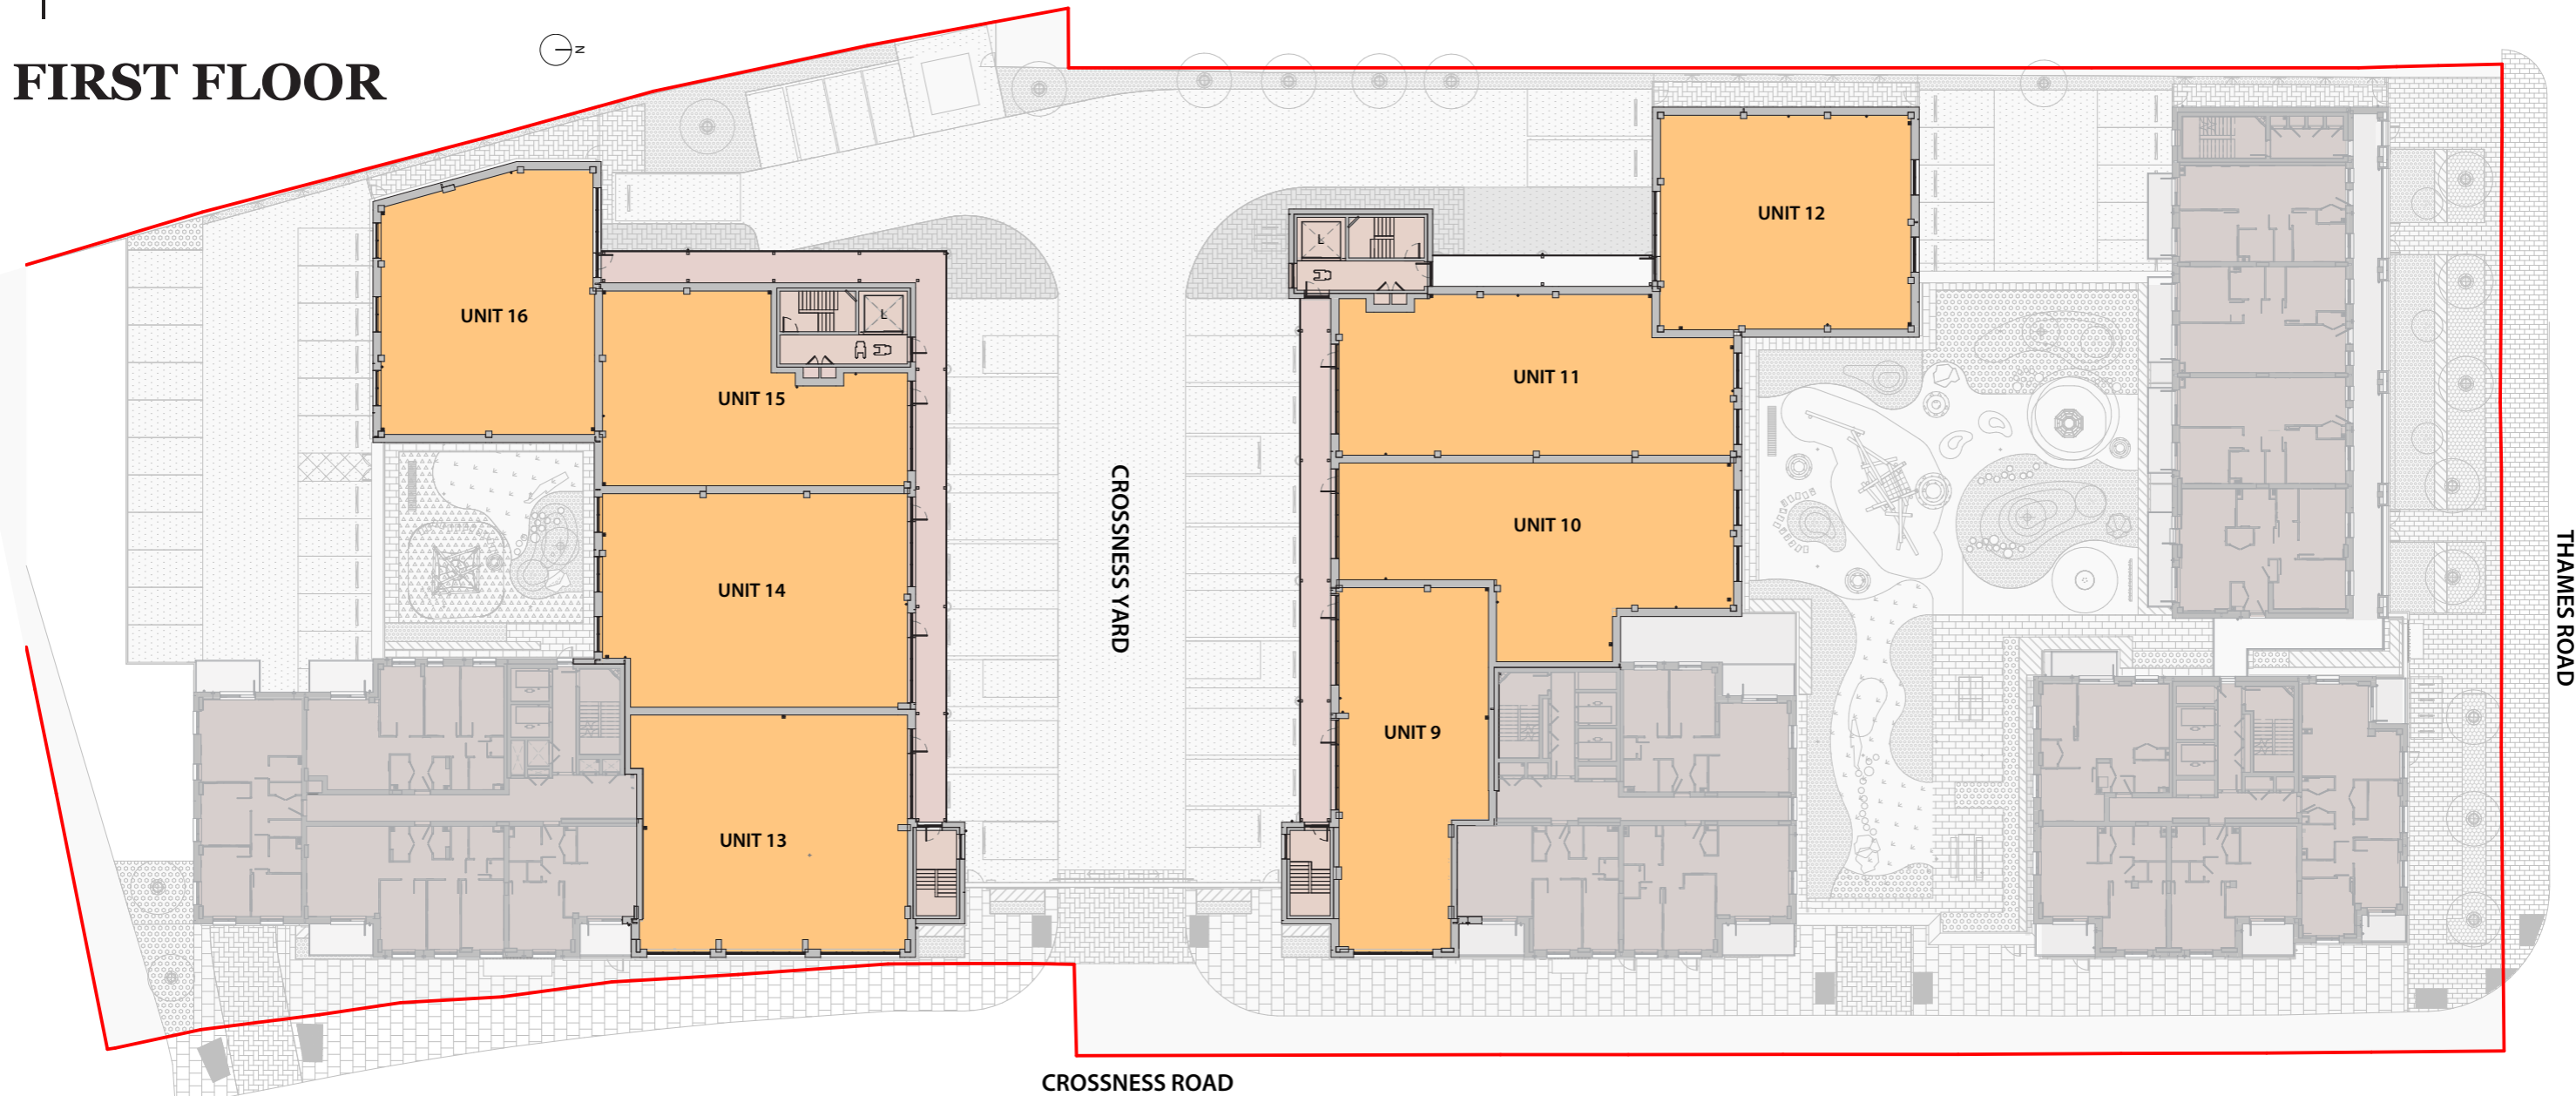 FIRST FLOOR
N
UNIT 12
L
L
UNIT 16
UNIT 11
UNIT 15
UNIT 10
UNIT 14
UNIT 9
UNIT 13
CROSSNESS YARD
THAMES ROAD
CROSSNESS ROAD